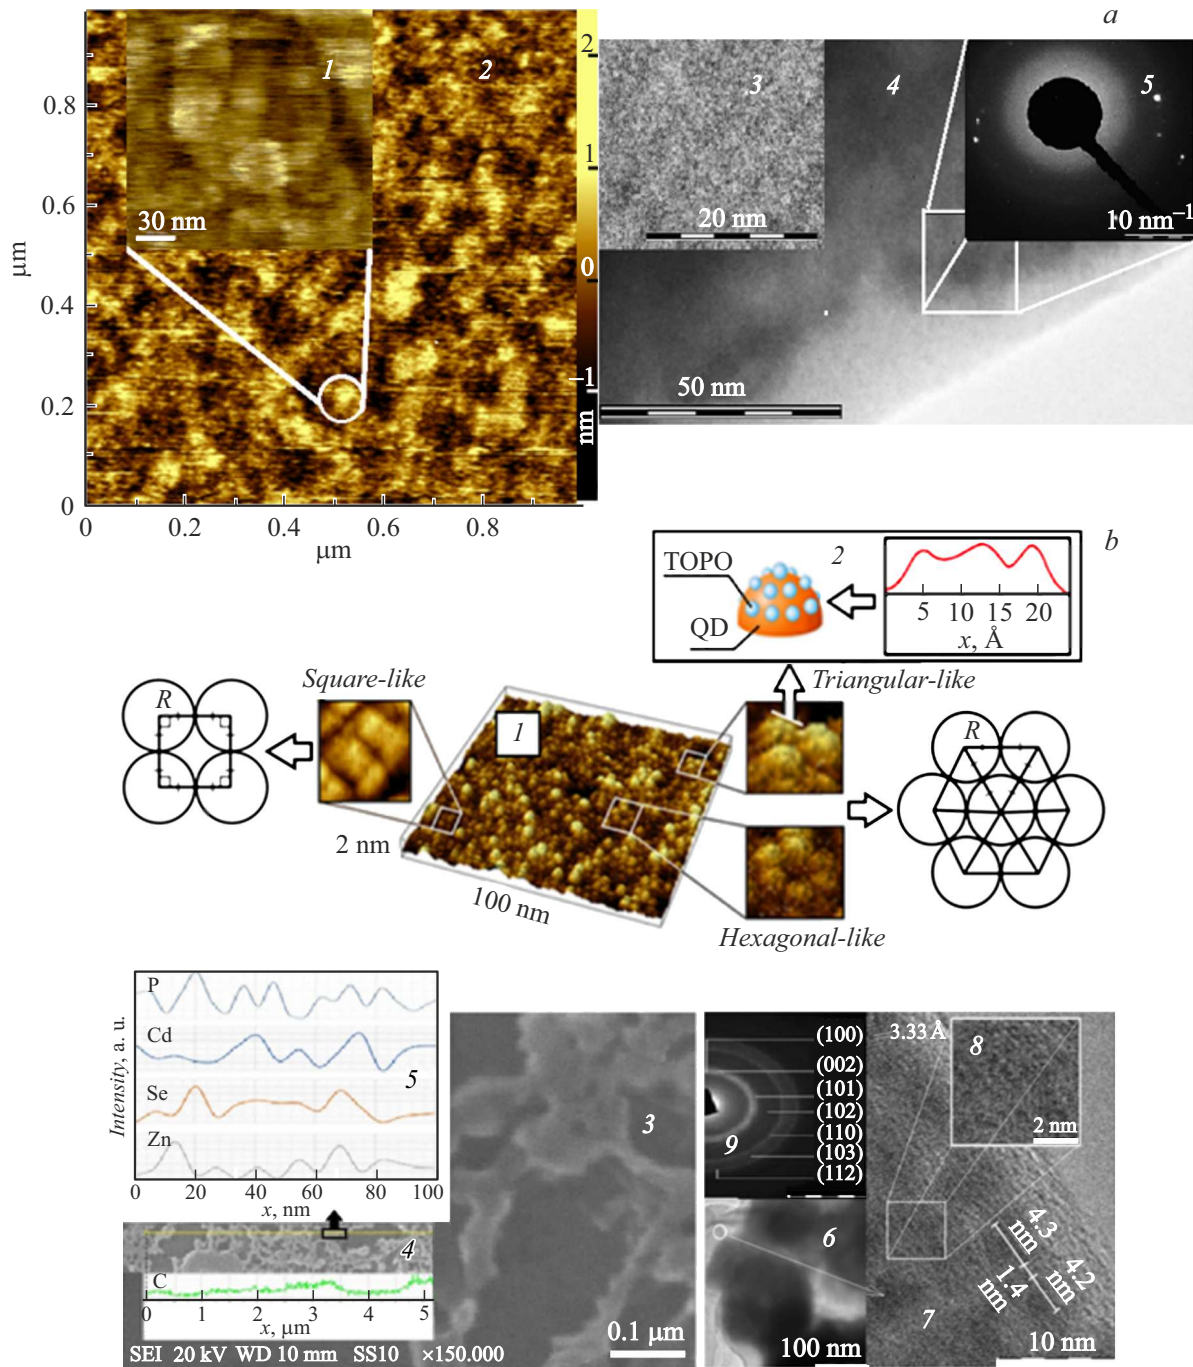 a
1
2
30 nm
0.8
0.6
0.4
0.2
0
μm
0
0.2
0.4
0.6
0.8
μm
2
1
0
−1
nm
3
20 nm
4
50 nm
5
10 nm−1
b
TOPO
QD
2
5 10 15 20
x, Å
Square-like
Triangular-like
R
1
R
2 nm
100 nm
Hexagonal-like
Intensity, a. u.
P
Cd
Se
Zn
5
0 20 40 60 80 100
x, nm
4
C
0 1 2 3 4 5
x, μm
SEI 20 kV WD 10 mm SS10 ×150.000
3
0.1 μm
(100)
(002)
(101)
(102)
(110)
(103)
(112)
9
6
100 nm
3.33 Å
8
2 nm
4.3 nm
4.2
1.4 nm
7
10 nm